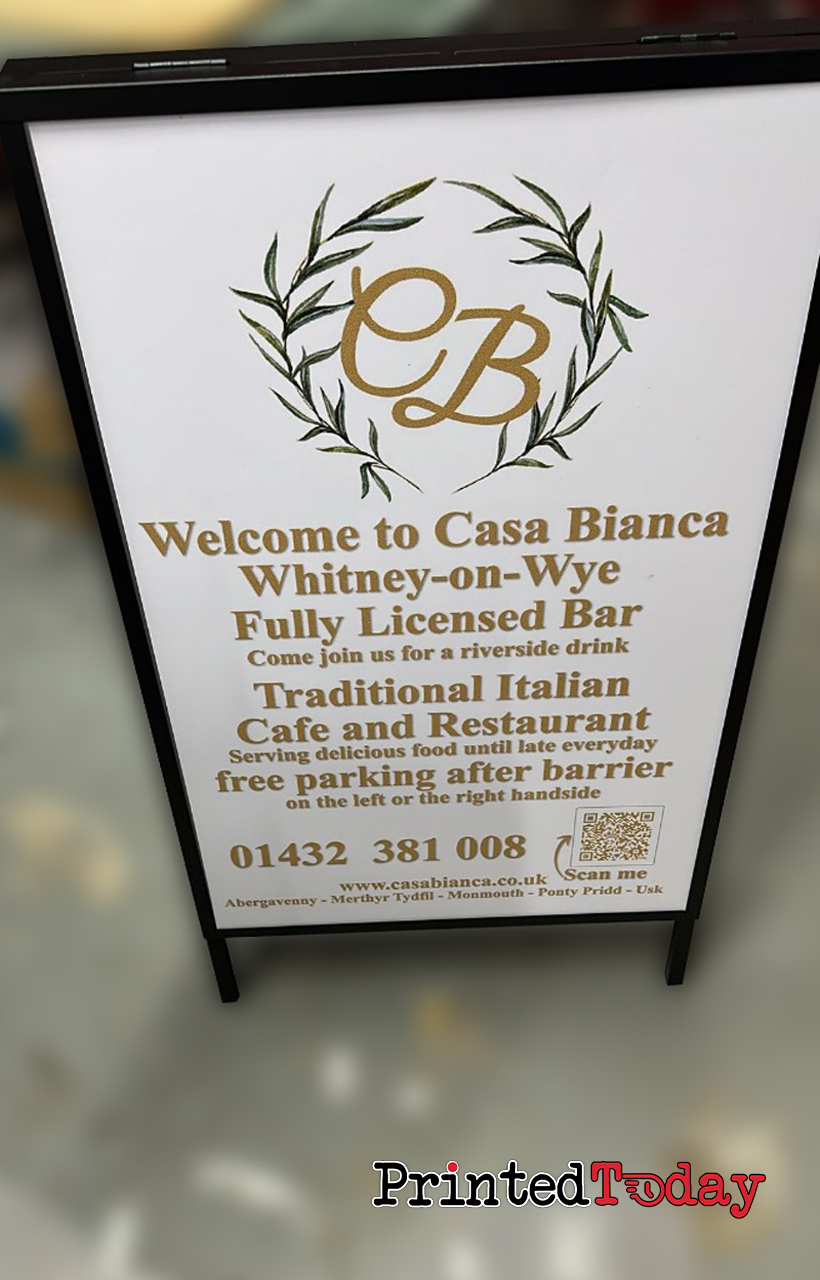 CB
Welcome to Casa Bianca
Whitney-on-Wye
Fully Licensed Bar
Come join us for a riverside drink
Traditional Italian
Cafe and Restaurant
Serving delicious food until late everyday
free parking after barrier
on the left or the right handside
01432 381 008
Scan me
www.casabianca.co.uk
Abergavenny - Merthyr Tydfil - Monmouth - Ponty Pridd - Usk
PrintedToday